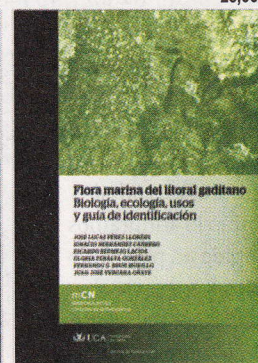 Flora marina del litoral gaditano
Biología, ecología, usos
y guía de identificación
JOSÉ LUCAS PÉREZ LLORÉNS
IGNACIO HERNÁNDEZ CARRERO
RICARDO BERMEJO LACIDA
GLORIA PERALTA GONZÁLEZ
FERNANDO G. BRUN MURILLO
JUAN JOSÉ VERGARA OÑATE
mCN
UCA